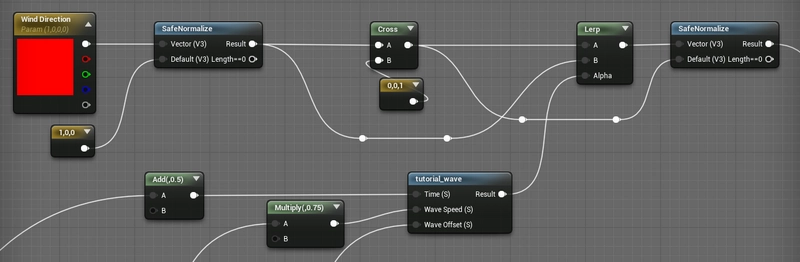 Wind Direction
Param (1,0,0,0)
SafeNormalize
Vector (V3) Result
Default (V3) Length==0
1,0,0
Cross
A
B
0,0,1
Lerp
A
B
Alpha
SafeNormalize
Vector (V3) Result
Default (V3) Length==0
Add(,0.5)
A
B
Multiply(,0.75)
A
B
tutorial_wave
Time (S) Result
Wave Speed (S)
Wave Offset (S)